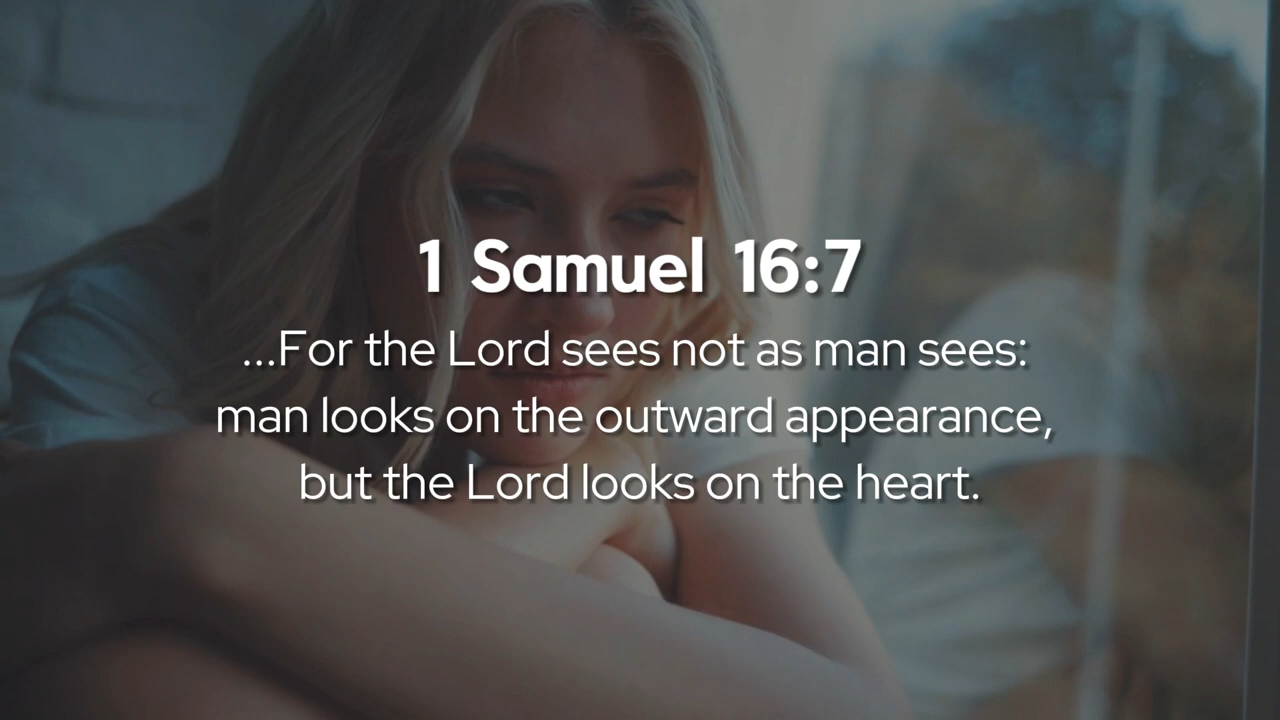 1 Samuel 16:7
...For the Lord sees not as man sees:
man looks on the outward appearance,
but the Lord looks on the heart.